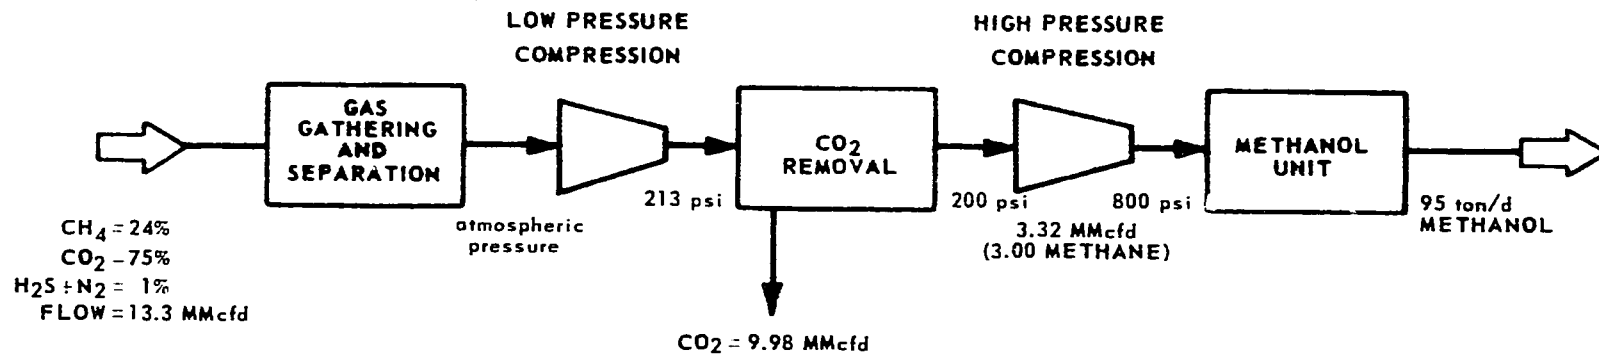 LOW PRESSURE
COMPRESSION
HIGH PRESSURE
COMPRESSION
GAS
GATHERING
AND
SEPARATION
CO2
REMOVAL
METHANOL
UNIT
213 psi
200 psi
800 psi
95 ton/d
METHANOL
atmospheric
pressure
3.32 MMcfd
(3.00 METHANE)
CH4 = 24%
CO2 – 75%
H2S + N2 = 1%
FLOW = 13.3 MMcfd
CO2 = 9.98 MMcfd